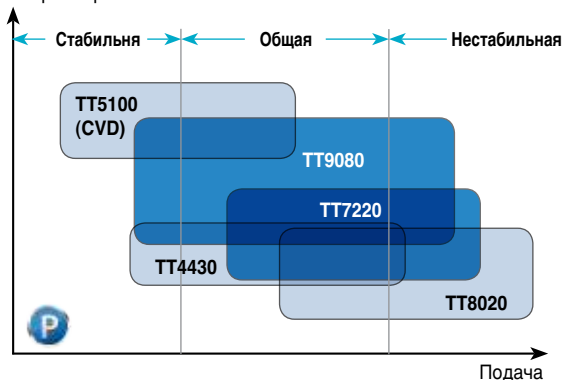 Стабильня Общая Нестабильная
TT5100
(CVD)
TT9080
TT7220
TT4430
TT8020
P
Подача